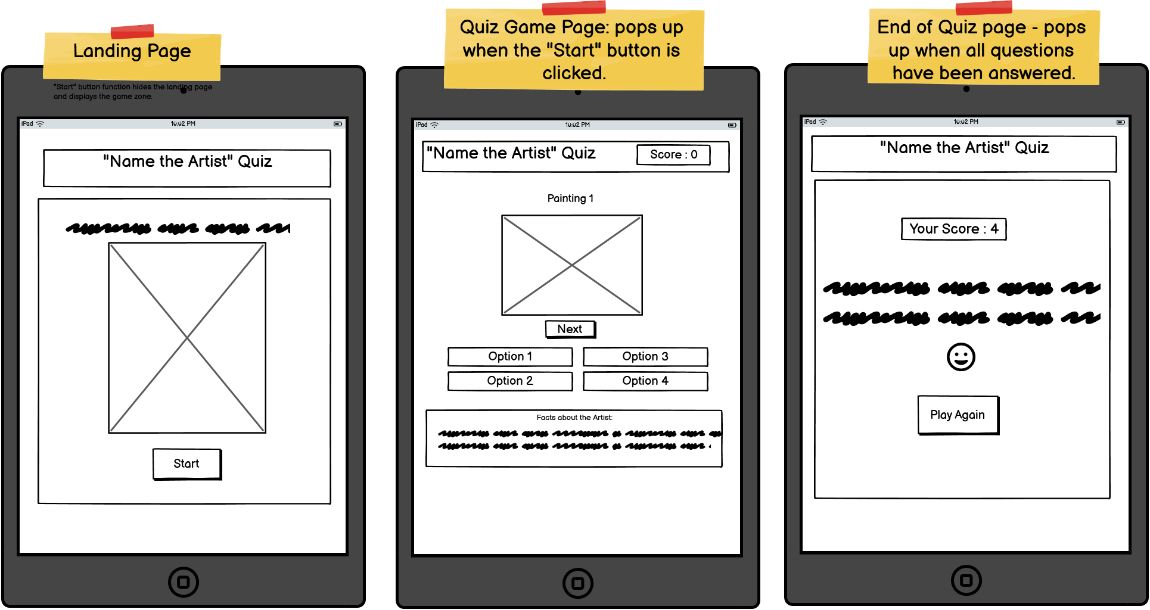 Landing Page
"Start" button function hides the landing page
and displays the game zone.
iPad
10:02 PM
"Name the Artist" Quiz
Start
Quiz Game Page: pops up
when the "Start" button is
clicked.
iPad
10:02 PM
"Name the Artist" Quiz
Score : 0
Painting 1
Next
Option 1
Option 3
Option 2
Option 4
Facts about the Artist:
End of Quiz page - pops
up when all questions
have been answered.
iPad
10:02 PM
"Name the Artist" Quiz
Your Score : 4
Play Again